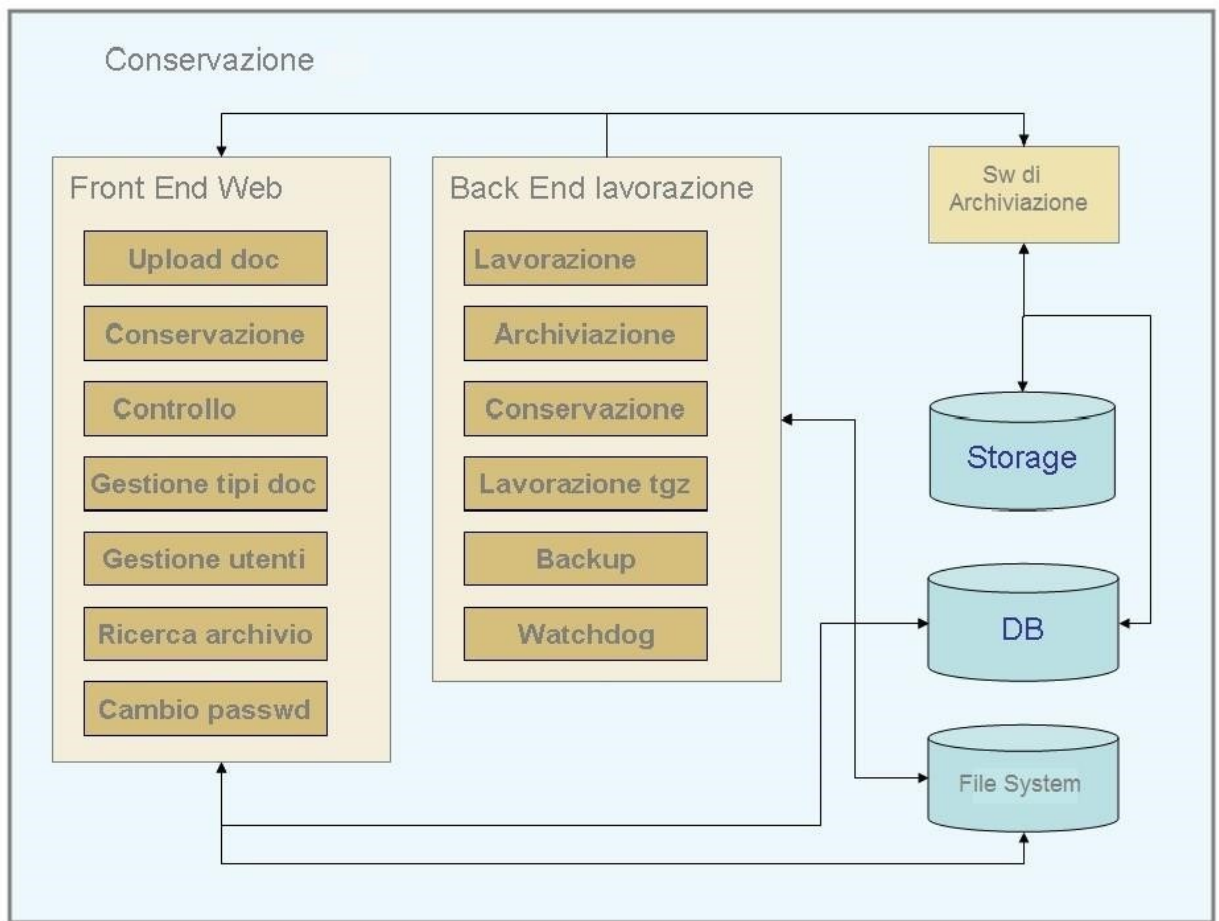 Conservazione
Front End Web
Upload doc
Conservazione
Controllo
Gestione tipi doc
Gestione utenti
Ricerca archivio
Cambio passwd
Back End lavorazione
Lavorazione
Archiviazione
Conservazione
Lavorazione tgz
Backup
Watchdog
Sw di
Archiviazione
Storage
DB
File System